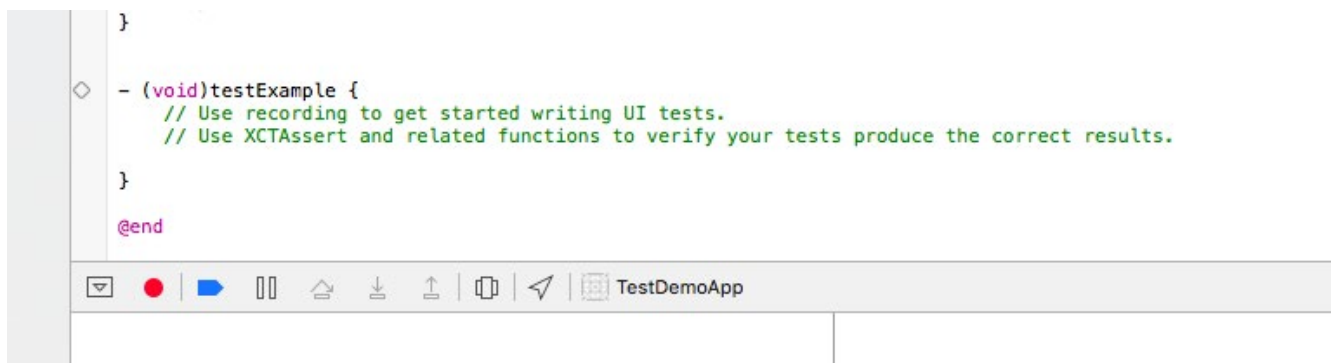 }
- (void)testExample {
// Use recording to get started writing UI tests.
// Use XCTAssert and related functions to verify your tests produce the correct results.
}
@end
TestDemoApp